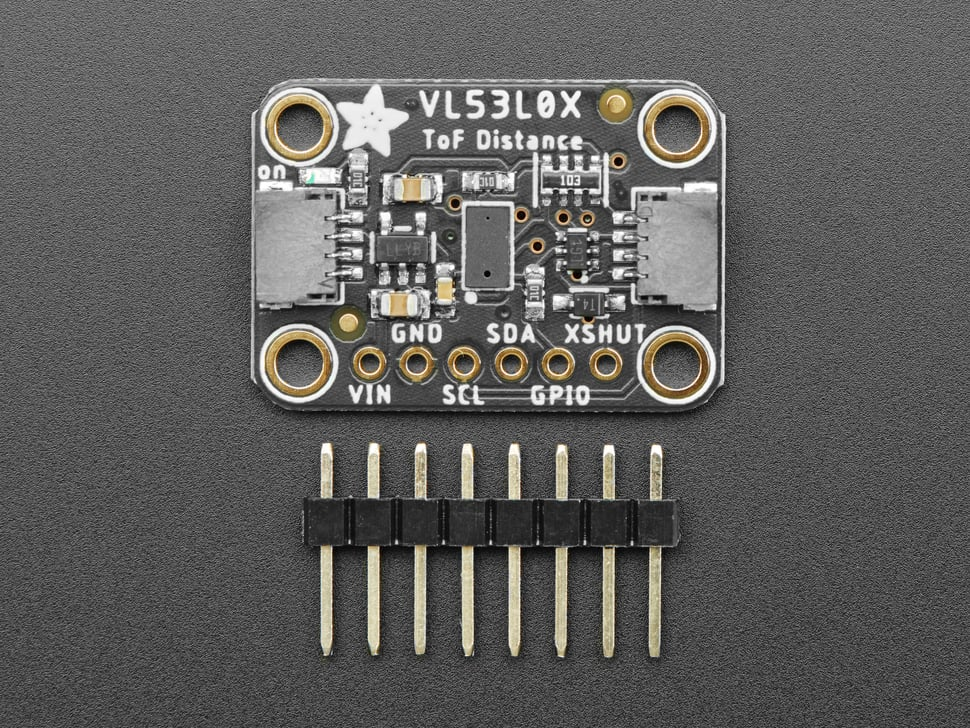 VL53L0X
ToF Distance
on
103
GND SDA XSHUT
VIN SCL GPIO